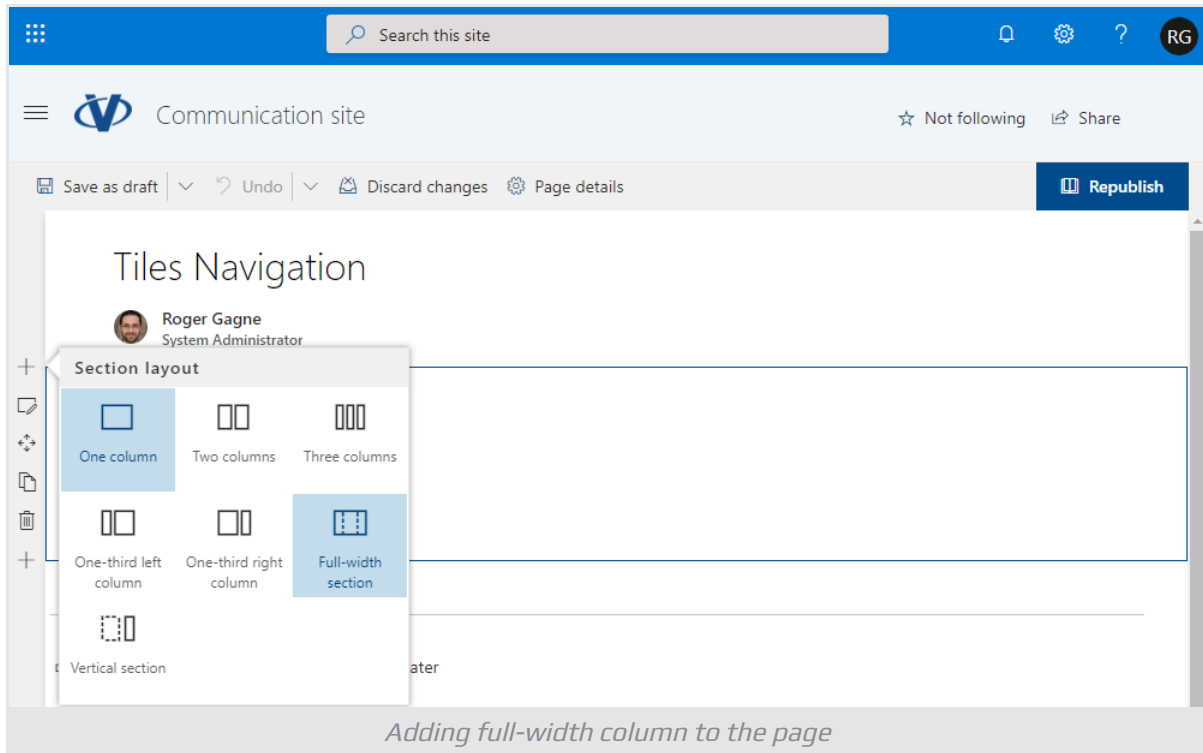 Search this site
RG
Communication site
Not following
Share
Save as draft
Undo
Discard changes
Page details
Republish
Tiles Navigation
Roger Gagne
System Administrator
Section layout
One column
Two columns
Three columns
One-third left
column
One-third right
column
Full-width
section
Vertical section
ater
Adding full-width column to the page